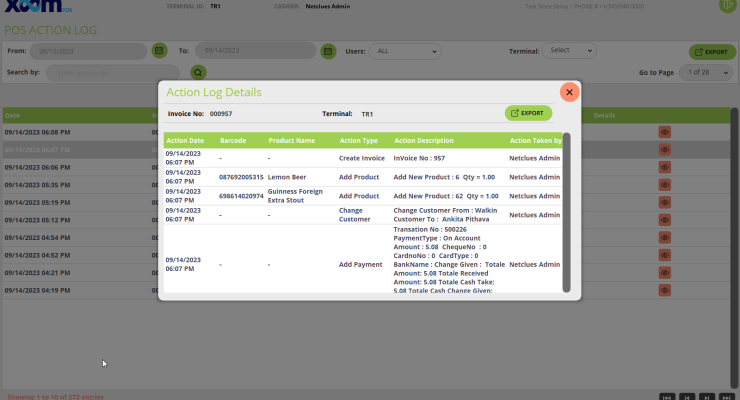 XOOM POS
TERMINAL ID: TR1
CASHIER: Netclues Admin
Test Store Setup | PHONE #
POS ACTION LOG
From: 08/15/2023
To: 09/14/2023
Users: ALL
Terminal: Select
EXPORT
Search by:
Go to Page 1 of 28
Action Log Details
Invoice No: 000957
Terminal: TR1
EXPORT
Date
Details
Action Date Barcode Product Name Action Type Action Description Action Taken by
09/14/2023
06:07 PM
-
-
Create Invoice
InVoice No : 957
Netclues Admin
09/14/2023
06:07 PM
087692005315
Lemon Beer
Add Product
Add New Product : 6 Qty = 1.00
Netclues Admin
09/14/2023
06:07 PM
698614020974
Guinness Foreign
Extra Stout
Add Product
Add New Product : 62 Qty = 1.00
Netclues Admin
09/14/2023
06:07 PM
-
-
Change
Customer
Change Customer From : Walkin
Customer To : Ankita Pithava
Netclues Admin
09/14/2023
06:07 PM
-
-
Add Payment
Transation No : 500226
PaymentType : On Account
Amount : 5.08 ChequeNo : 0
CardnoNo : 0 CardType : 0
BankName : Change Given : Totale
Amount: 5.08 Totale Received
Amount: 5.08 Totale Cash Take:
5.08 Totale Cash Change Given:
Netclues Admin
09/14/2023 06:08 PM
09/14/2023 06:07 PM
09/14/2023 06:06 PM
09/14/2023 05:35 PM
09/14/2023 05:19 PM
09/14/2023 05:12 PM
09/14/2023 04:54 PM
09/14/2023 04:52 PM
09/14/2023 04:21 PM
09/14/2023 04:19 PM
Showing 1 to 10 of 272 entries